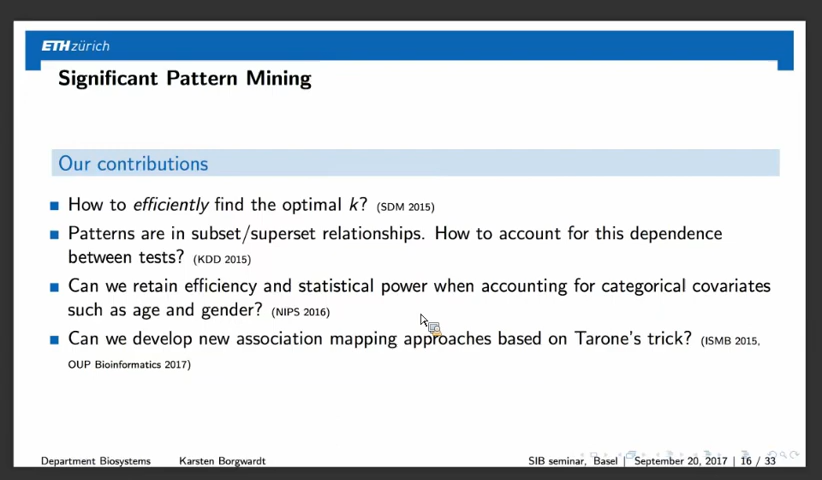 ETH zürich
Significant Pattern Mining
Our contributions
How to efficiently find the optimal k? (SDM 2015)
Patterns are in subset/superset relationships. How to account for this dependence
between tests? (KDD 2015)
Can we retain efficiency and statistical power when accounting for categorical covariates
such as age and gender? (NIPS 2016)
Can we develop new association mapping approaches based on Tarone's trick? (ISMB 2015,
OUP Bioinformatics 2017)
Department Biosystems Karsten Borgwardt SIB seminar, Basel | September 20, 2017 | 16 / 33